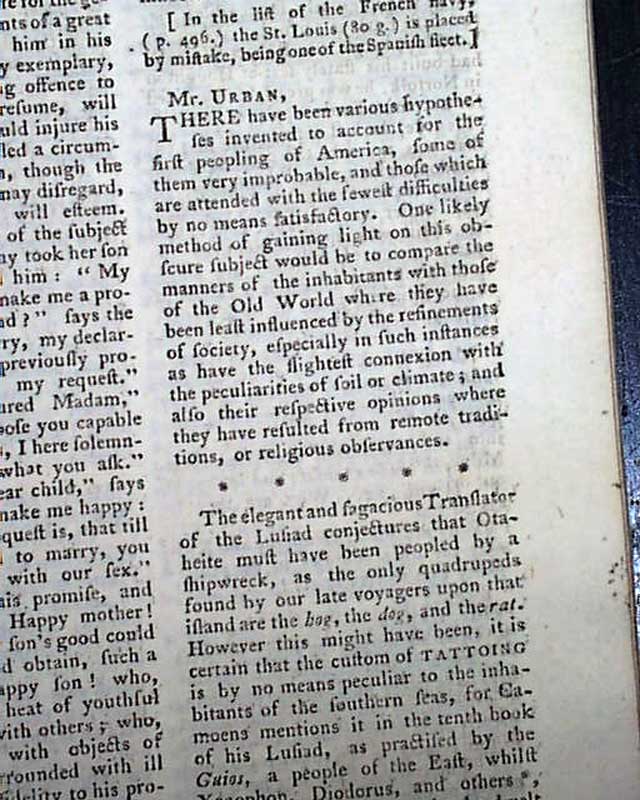 nts of a great
him in his
y exemplary,
ng offence to
resume, will
uld injure his
lled a circum-
, though the
may diſregard,
will eſteem.
of the ſubject
ay took her ſon
him: “ My
make me a pro-
ad?” ſays the
ry, my declar-
previouſly pro-
my requeſt.”
ured Madam,”
poſe you capable
, I here ſolemn-
what you aſk.”
ear child,” ſays
make me happy:
queſt is, that till
to marry, you
with our ſex.”
his promiſe, and
Happy mother!
ſon's good could
d obtain, ſuch a
appy ſon! who,
heat of youthful
with others; who,
with objects of
rrounded with ill
fidelity to his pro-
[ In the liſt of the French navy,
( p. 496.) the St. Louis (80 g.) is placed
by miſtake, being one of the Spaniſh fleet.]
Mr. URBAN,
THERE have been various hypothe-
ſes invented to account for the
firſt peopling of America, ſome of
them very improbable, and thoſe which
are attended with the feweſt difficulties
by no means ſatisfactory. One likely
method of gaining light on this ob-
ſcure ſubject would be to compare the
manners of the inhabitants with thoſe
of the Old World where they have
been leaſt influenced by the refinements
of ſociety, eſpecially in ſuch inſtances
as have the ſlighteſt connexion with
the peculiarities of ſoil or climate; and
alſo their reſpective opinions where
they have reſulted from remote tradi-
tions, or religious obſervances.
* * * * *
The elegant and ſagacious Tranſlator
of the Luſiad conjectures that Ota-
heite muſt have been peopled by a
ſhipwreck, as the only quadrupeds
found by our late voyagers upon that
iſland are the hog, the dog, and the rat.
However this might have been, it is
certain that the cuſtom of TATTOING
is by no means peculiar to the inha-
bitants of the ſouthern ſeas, for Ca-
moens mentions it in the tenth book
of his Luſiad, as practiſed by the
Guios, a people of the Eaſt, whilſt
Xenophon, Diodorus, and others